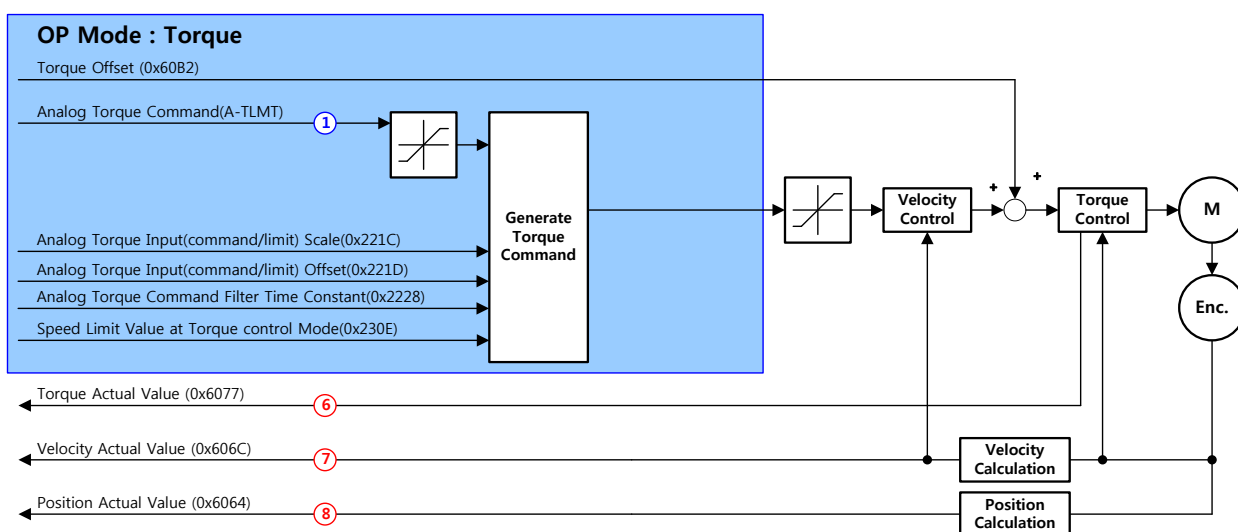 OP Mode : Torque
Torque Offset (0x60B2)
Analog Torque Command(A-TLMT)
1
Generate
Torque
Command
Analog Torque Input(command/limit) Scale(0x221C)
Analog Torque Input(command/limit) Offset(0x221D)
Analog Torque Command Filter Time Constant(0x2228)
Speed Limit Value at Torque control Mode(0x230E)
Velocity
Control
+
+
Torque
Control
M
Enc.
Torque Actual Value (0x6077)
6
Velocity Actual Value (0x606C)
7
Velocity
Calculation
Position Actual Value (0x6064)
8
Position
Calculation